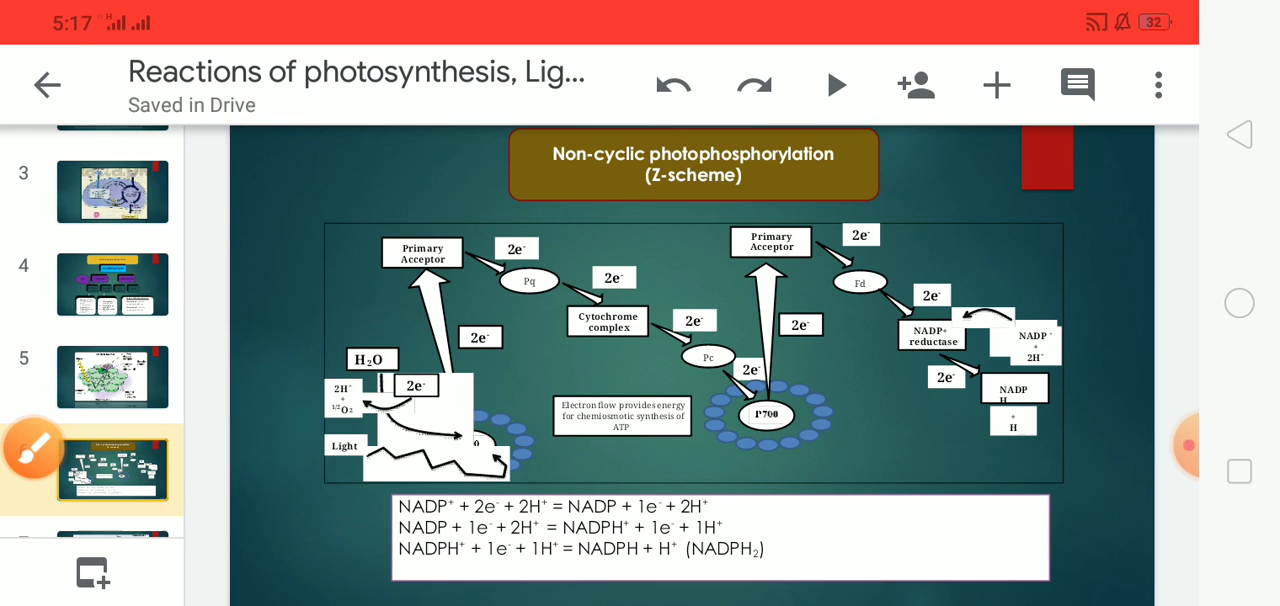 5:17
H
32
Reactions of photosynthesis, Lig...
Saved in Drive
3
4
5
Non-cyclic photophosphorylation
(Z-scheme)
Primary
Acceptor
2e⁻
Pq
2e⁻
Cytochrome
complex
2e⁻
Pc
2e⁻
Primary
Acceptor
2e⁻
Fd
2e⁻
NADP+
reductase
NADP⁺
+
2H⁺
2e⁻
NADP
H
+
H
2e⁻
2e⁻
H₂O
2e⁻
2H⁺
+
1/2O₂
Light
0
Electron flow provides energy
for chemiosmotic synthesis of
ATP
P700
NADP⁺ + 2e⁻ + 2H⁺ = NADP + 1e⁻ + 2H⁺
NADP + 1e⁻ + 2H⁺ = NADPH⁺ + 1e⁻ + 1H⁺
NADPH⁺ + 1e⁻ + 1H⁺ = NADPH + H⁺ (NADPH₂)